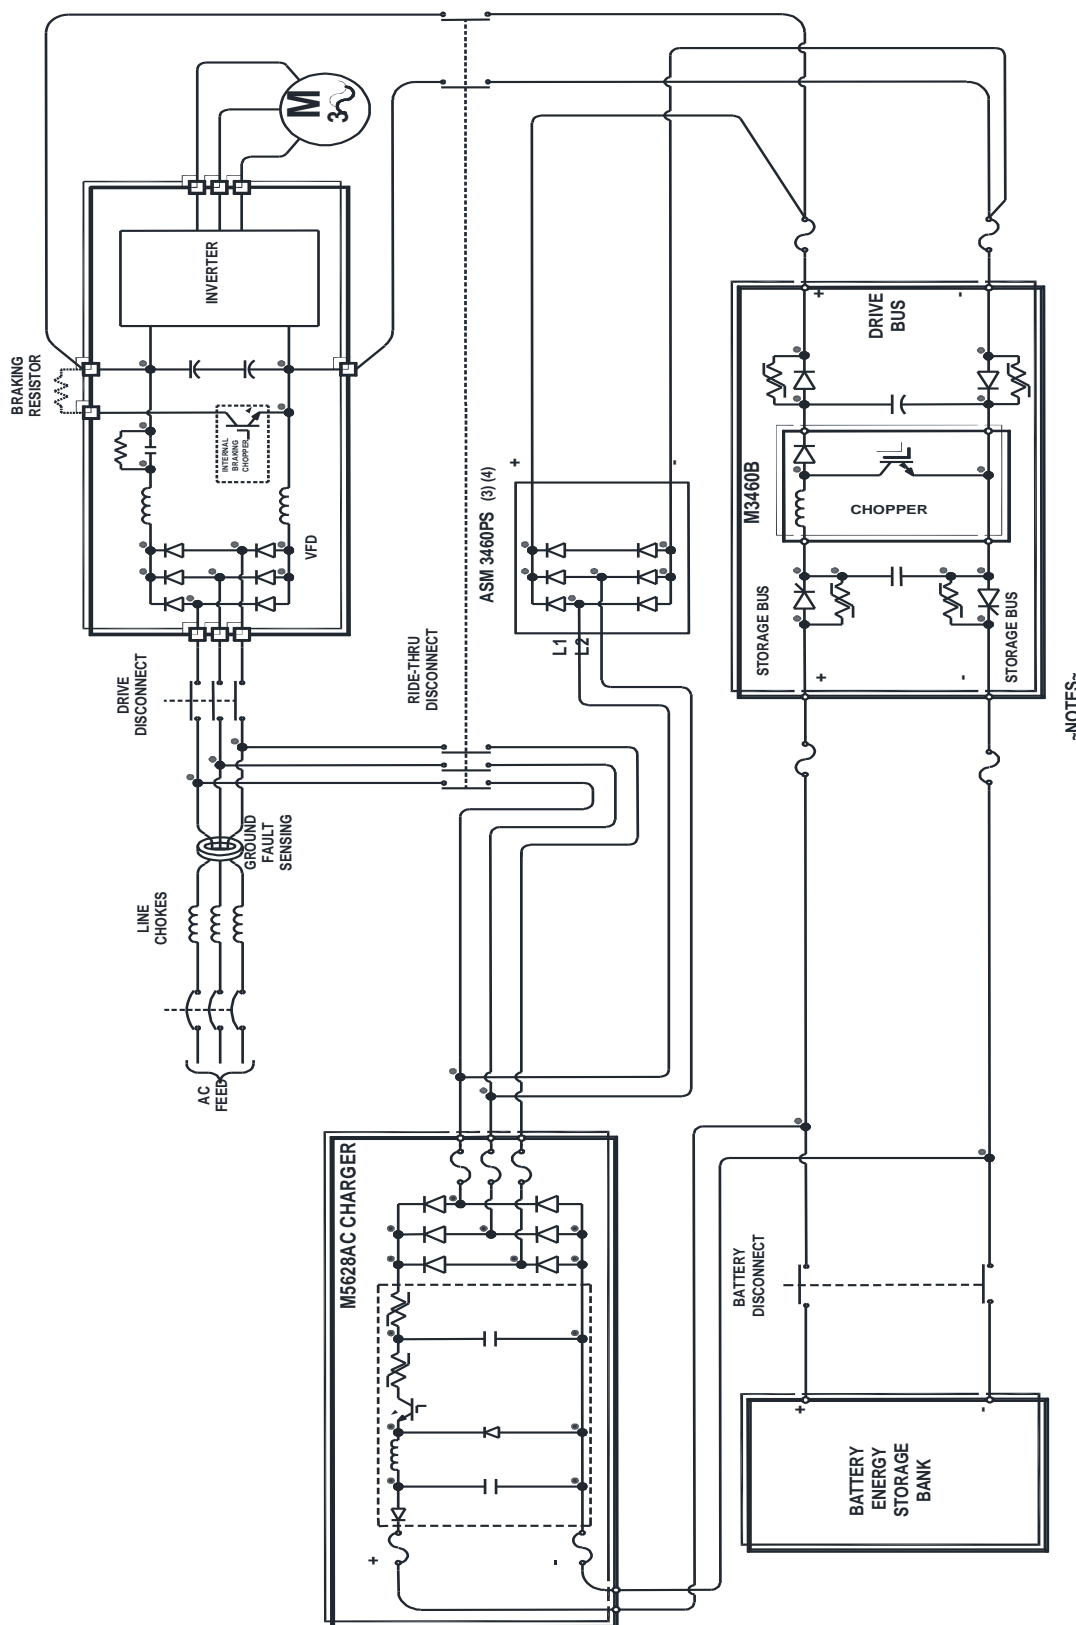 M
3
INVERTER
BRAKING
RESISTOR
INTERNAL
BRAKING
CHOPPER
VFD
DRIVE
DISCONNECT
GROUND
FAULT
SENSING
LINE
CHOKES
AC
FEED
RIDE-THRU
DISCONNECT
ASM 3460PS (3) (4)
+
-
L1
L2
M3460B
+
-
DRIVE
BUS
CHOPPER
STORAGE BUS
STORAGE BUS
+
-
~NOTES~
M5628AC CHARGER
+
-
BATTERY
DISCONNECT
+
-
BATTERY
ENERGY
STORAGE
BANK